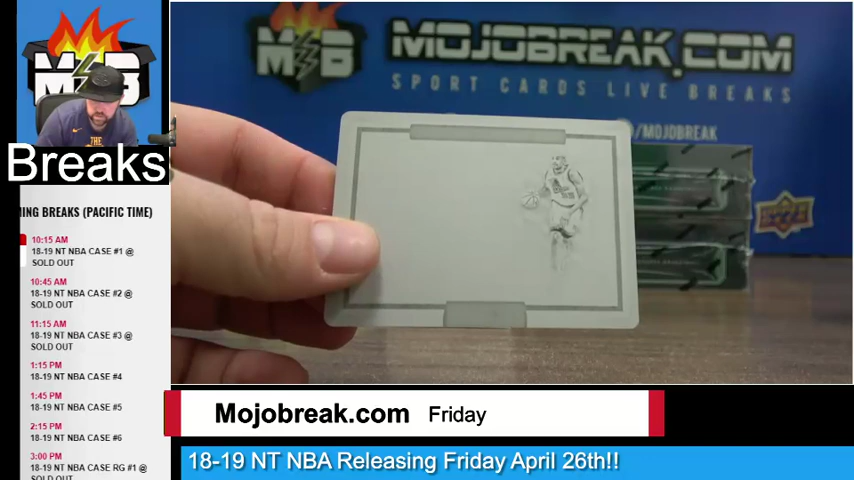 M B
Breaks
MING BREAKS (PACIFIC TIME)
10:15 AM
18-19 NT NBA CASE #1 @
SOLD OUT
10:45 AM
18-19 NT NBA CASE #2 @
SOLD OUT
11:15 AM
18-19 NT NBA CASE #3 @
SOLD OUT
1:15 PM
18-19 NT NBA CASE #4
1:45 PM
18-19 NT NBA CASE #5
2:15 PM
18-19 NT NBA CASE #6
3:00 PM
18-19 NT NBA CASE RG #1 @
SOLD OUT
M B
MOJOBREAK.COM
SPORT CARDS LIVE BREAKS
/MOJOBREAK
Mojobreak.com Friday
18-19 NT NBA Releasing Friday April 26th!!